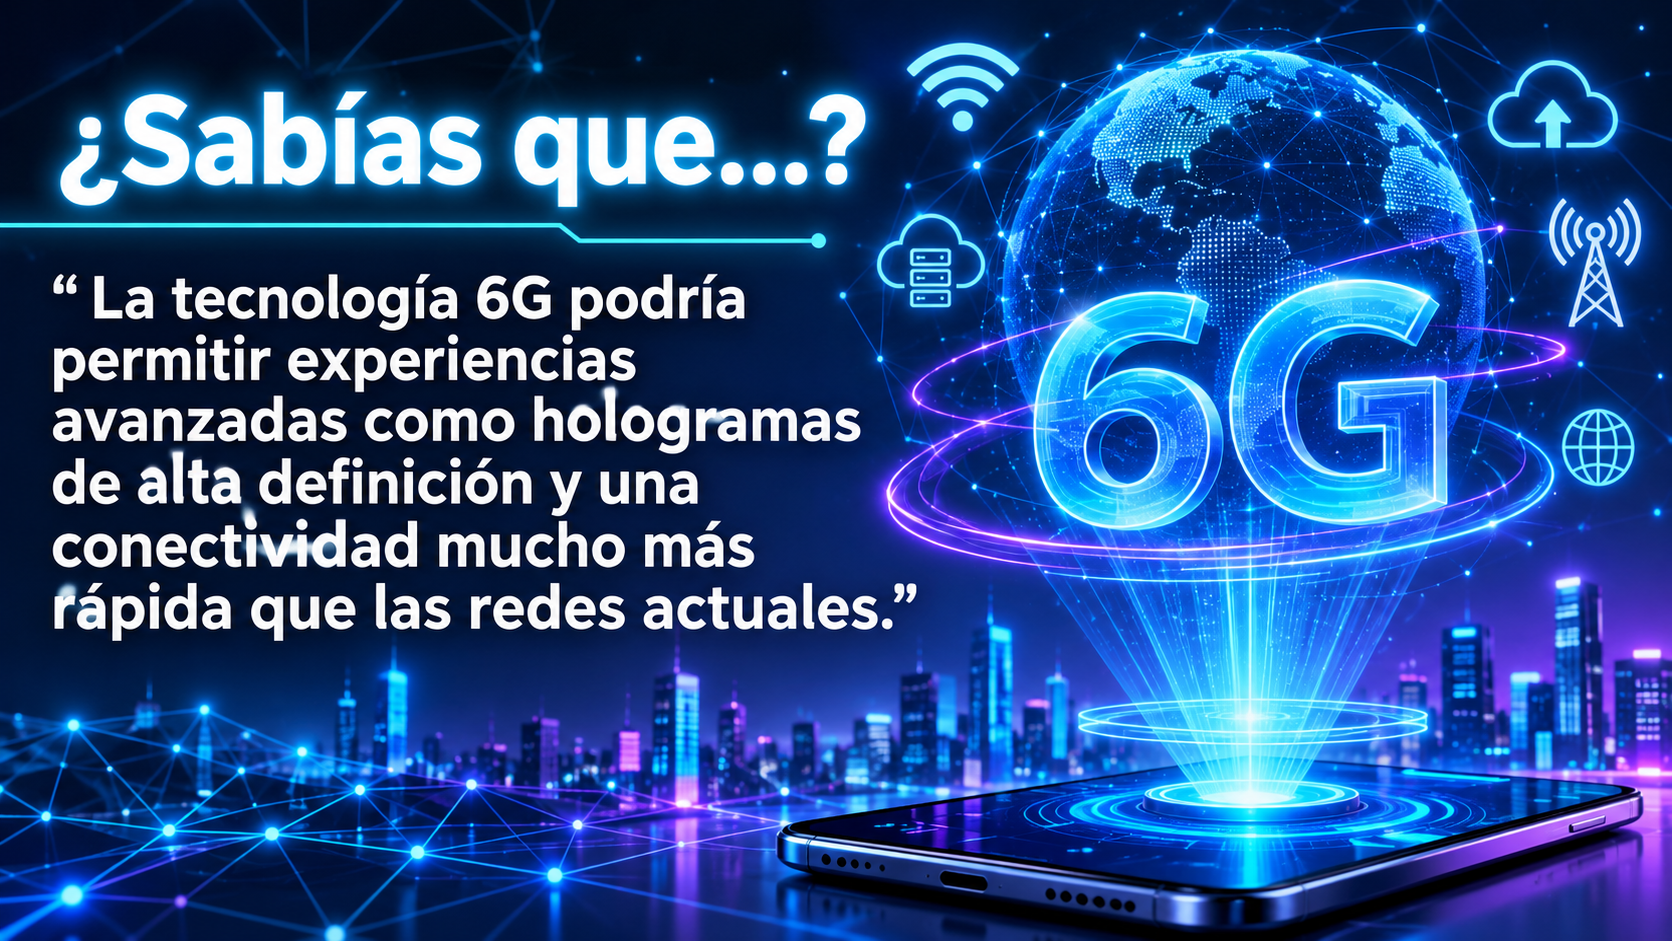 ¿Sabías que...?
“ La tecnología 6G podría
permitir experiencias
avanzadas como hologramas
de alta definición y una
conectividad mucho más
rápida que las redes actuales.”
6G